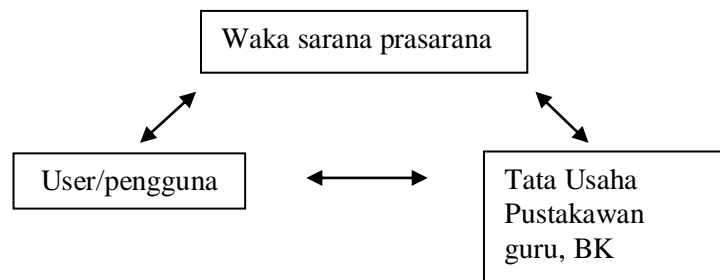 Waka sarana prasarana
User/pengguna
Tata Usaha
Pustakawan
guru, BK